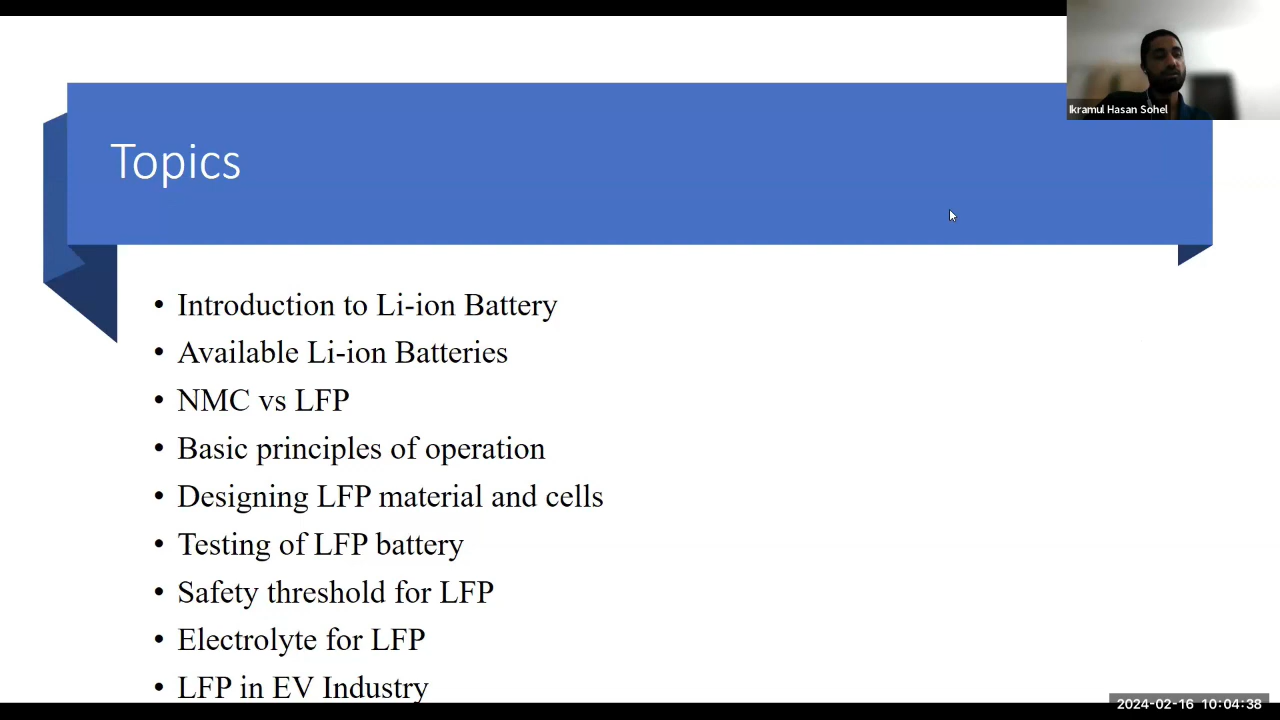 Ikramul Hasan Sohel
Topics
• Introduction to Li-ion Battery
• Available Li-ion Batteries
• NMC vs LFP
• Basic principles of operation
• Designing LFP material and cells
• Testing of LFP battery
• Safety threshold for LFP
• Electrolyte for LFP
• LFP in EV Industry
2024-02-16 10:04:38